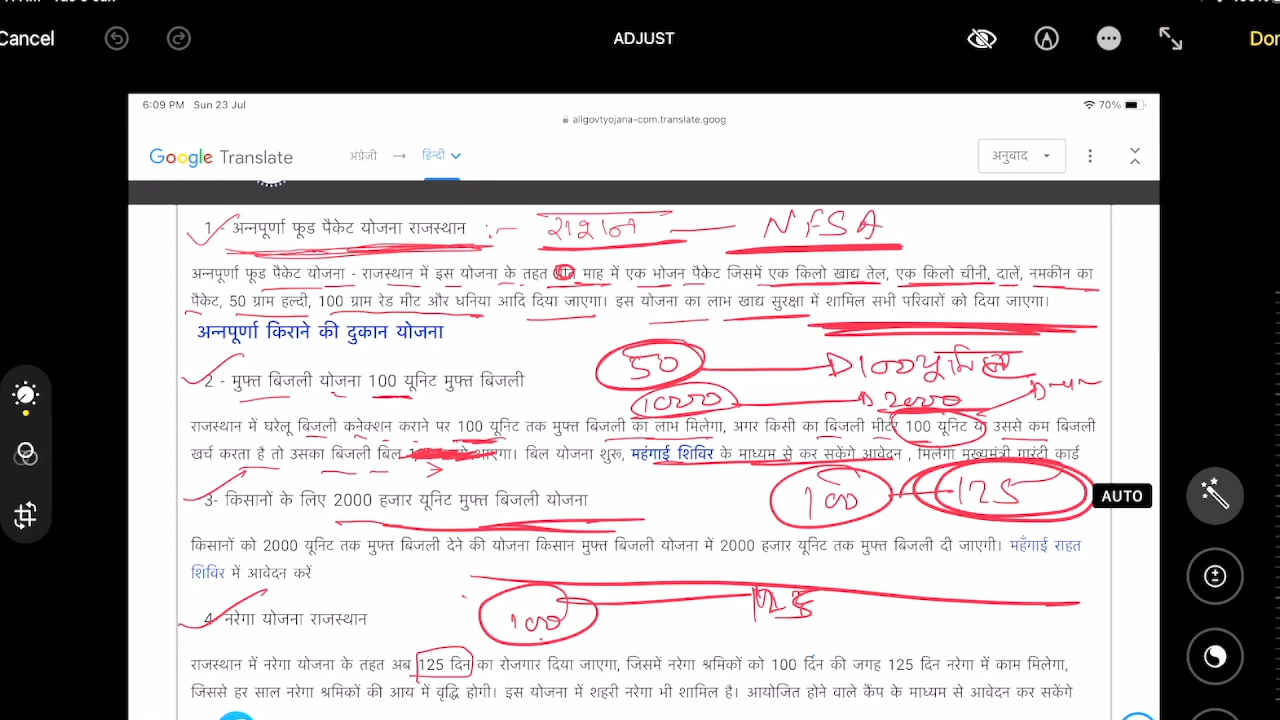 Cancel
ADJUST
6:09 PM Sun 23 Jul
70%
allgovtyojana-com.translate.goog
Google Translate
अंग्रेज़ी → हिन्दी
अनुवाद
1 - अन्नपूर्णा फूड पैकेट योजना राजस्थान :- राशन — NFSA
अन्नपूर्णा फूड पैकेट योजना - राजस्थान में इस योजना के तहत माह में एक भोजन पैकेट जिसमें एक किलो खाद्य तेल, एक किलो चीनी, दालें, नमकीन का
पैकेट, 50 ग्राम हल्दी, 100 ग्राम रेड मीट और धनिया आदि दिया जाएगा। इस योजना का लाभ खाद्य सुरक्षा में शामिल सभी परिवारों को दिया जाएगा।
अन्नपूर्णा किराने की दुकान योजना
50 100 यूनिट
2 - मुफ्त बिजली योजना 100 यूनिट मुफ्त बिजली
1000 2000
राजस्थान में घरेलू बिजली कनेक्शन कराने पर 100 यूनिट तक मुफ्त बिजली का लाभ मिलेगा, अगर किसी का बिजली मीटर 100 यूनिट या उससे कम बिजली
खर्च करता है तो उसका बिजली बिल आएगा। बिल योजना शुरू, महंगाई शिविर के माध्यम से कर सकेंगे आवेदन , मिलेगा मुख्यमंत्री गारंटी कार्ड
3- किसानों के लिए 2000 हजार यूनिट मुफ्त बिजली योजना
100 125
AUTO
किसानों को 2000 यूनिट तक मुफ्त बिजली देने की योजना किसान मुफ्त बिजली योजना में 2000 हजार यूनिट तक मुफ्त बिजली दी जाएगी। महँगाई राहत
शिविर में आवेदन करें
4- नरेगा योजना राजस्थान
100 125
राजस्थान में नरेगा योजना के तहत अब 125 दिन का रोजगार दिया जाएगा, जिसमें नरेगा श्रमिकों को 100 दिन की जगह 125 दिन नरेगा में काम मिलेगा,
जिससे हर साल नरेगा श्रमिकों की आय में वृद्धि होगी। इस योजना में शहरी नरेगा भी शामिल है। आयोजित होने वाले कैंप के माध्यम से आवेदन कर सकेंगे